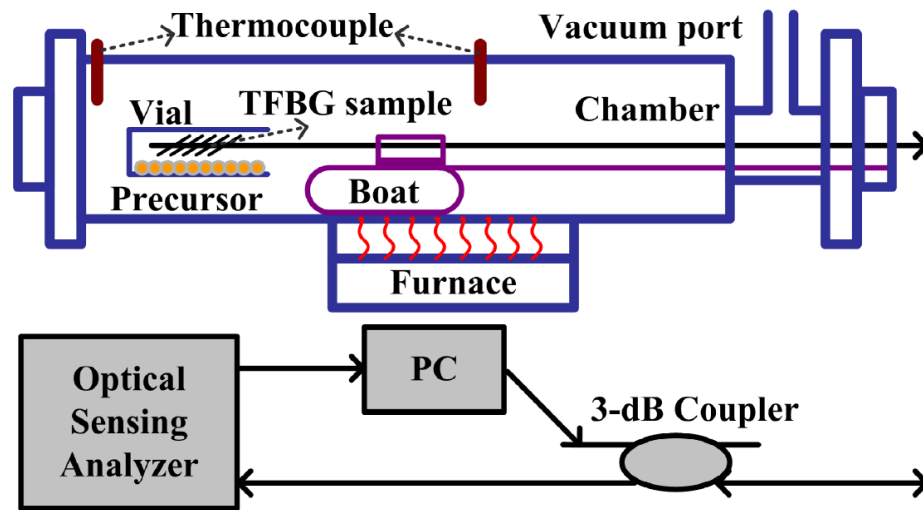 Thermocouple
Vacuum port
Vial
TFBG sample
Chamber
Precursor
Boat
Furnace
Optical
Sensing
Analyzer
PC
3-dB Coupler